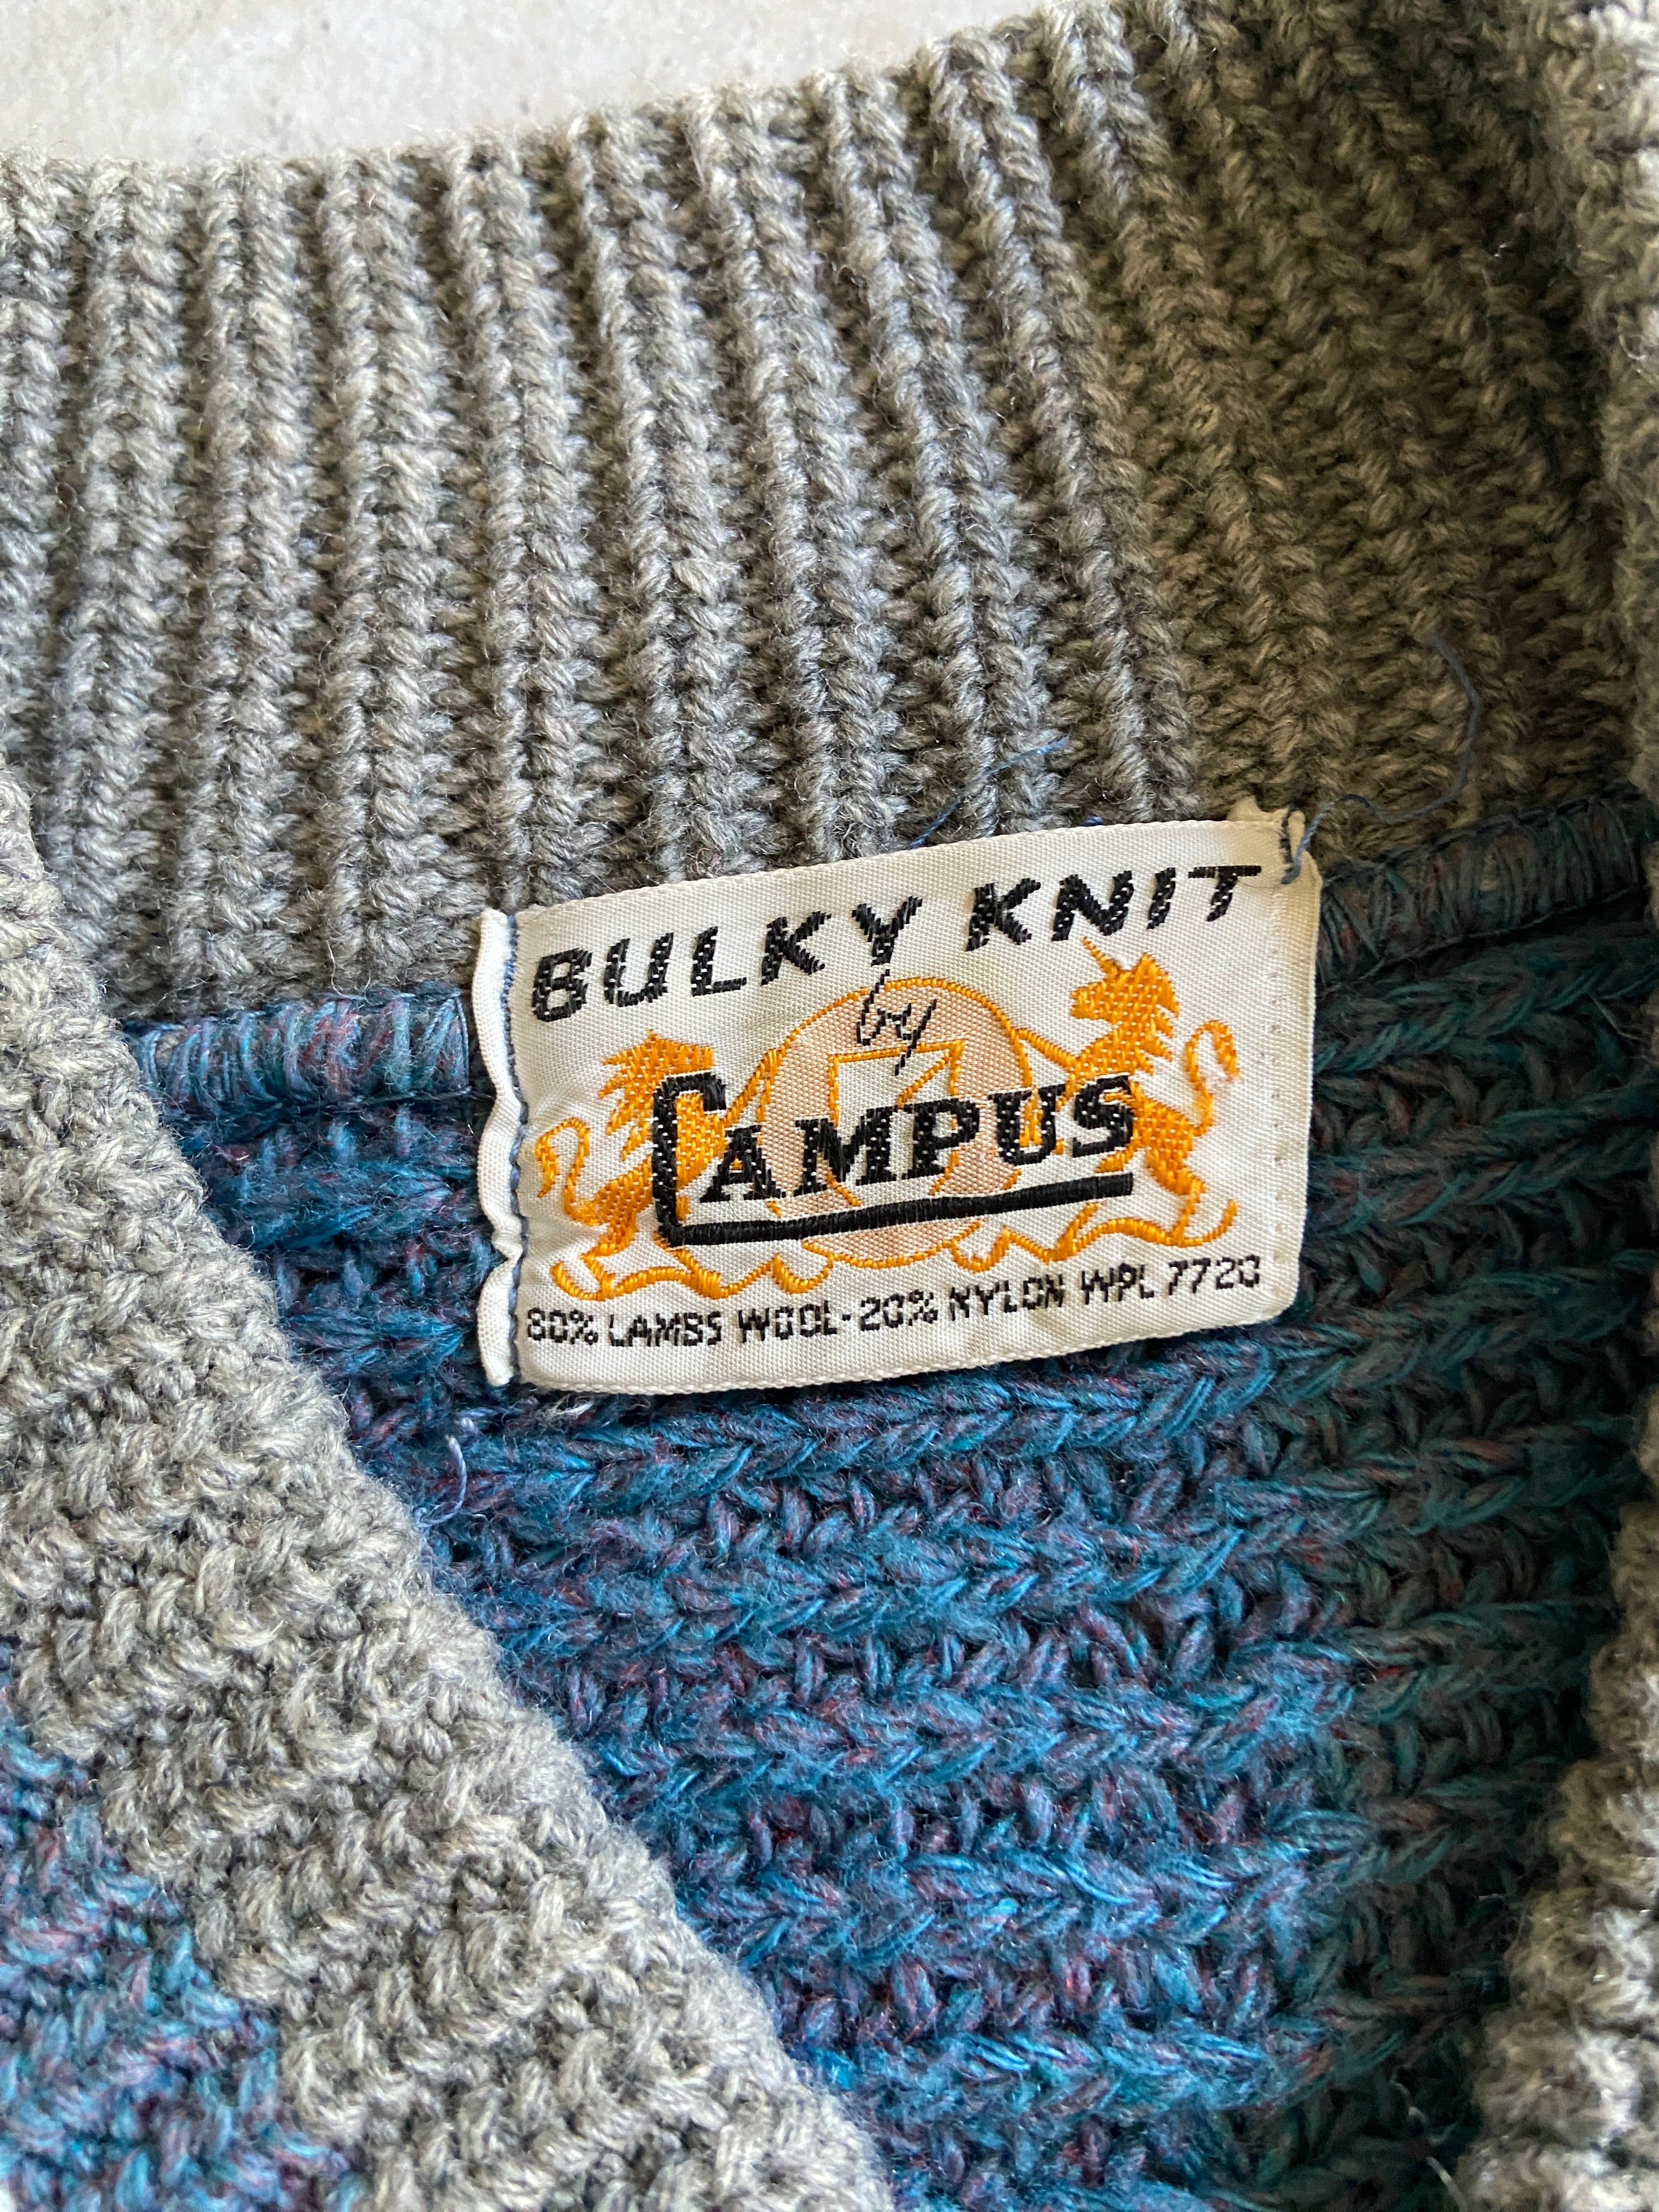 BULKY KNIT
by
CAMPUS
80% LAMBS WOOL-20% NYLON WPL 7720